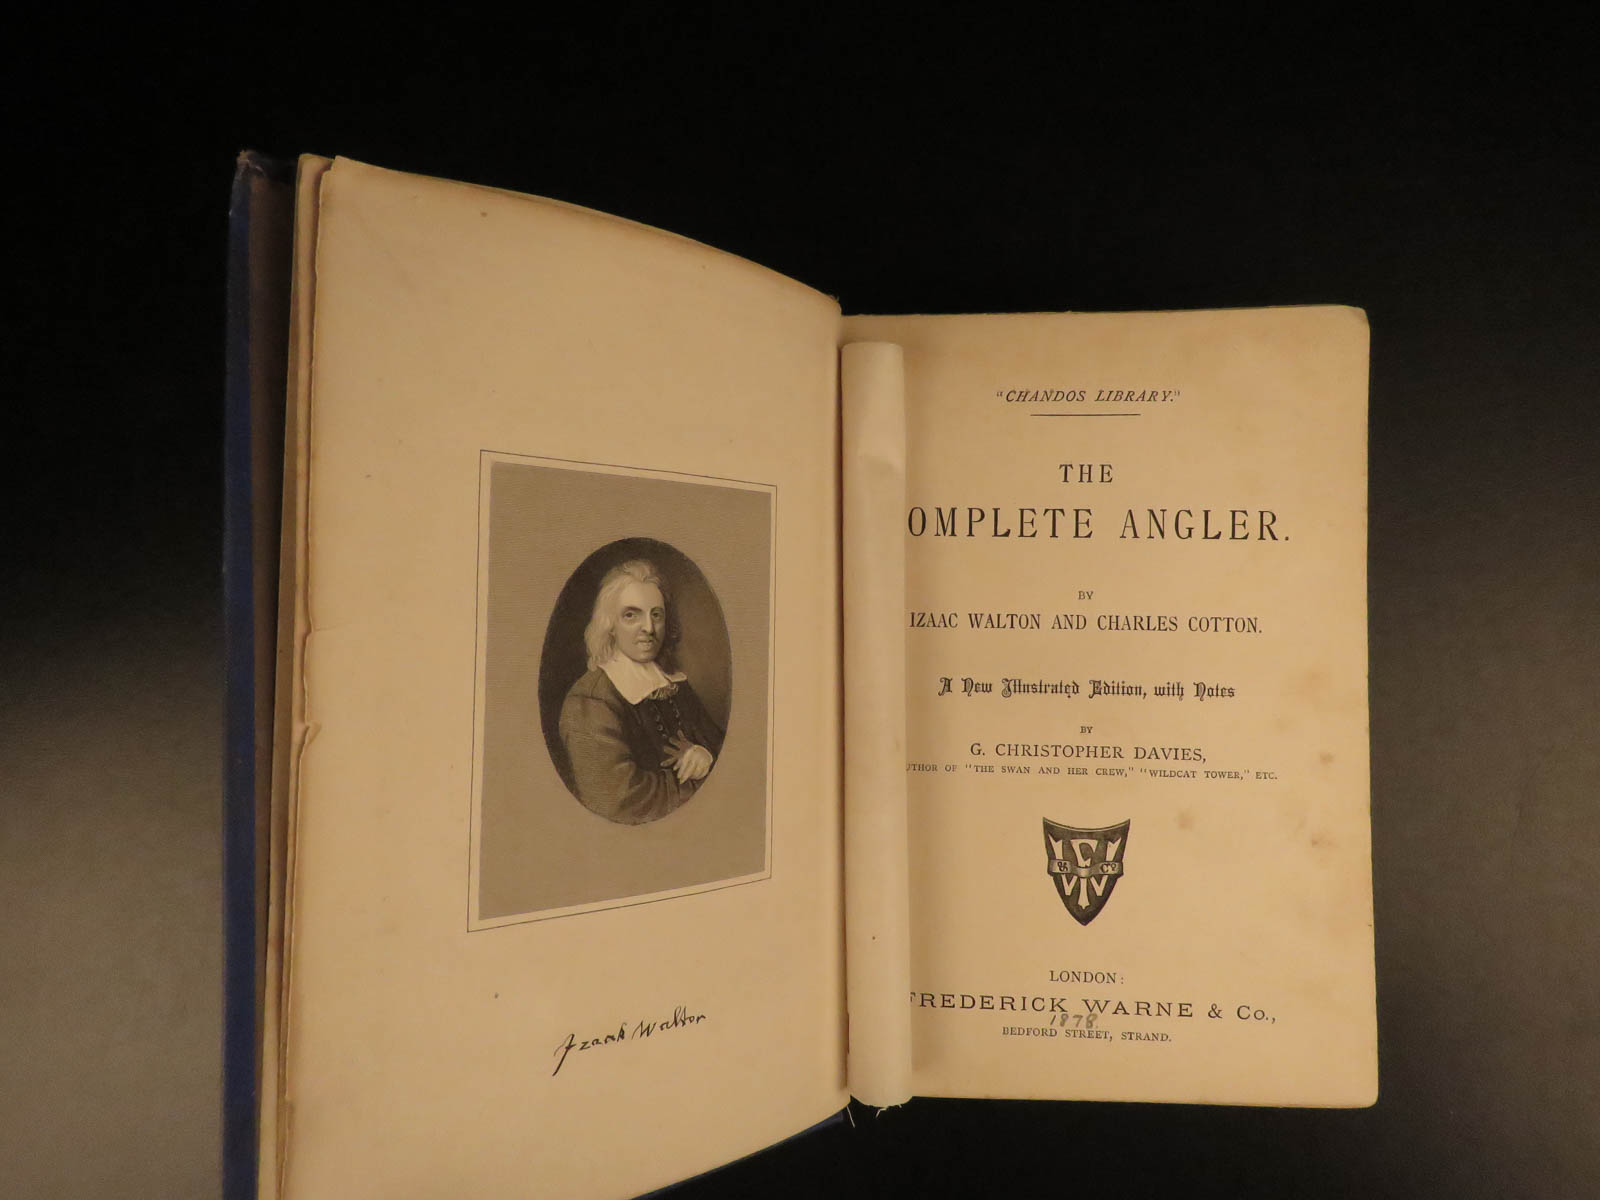 Izaak Walton
"CHANDOS LIBRARY."
THE
OMPLETE ANGLER.
BY
IZAAC WALTON AND CHARLES COTTON.
A New Illustrated Edition, with Notes
BY
G. CHRISTOPHER DAVIES,
UTHOR OF "THE SWAN AND HER CREW," "WILDCAT TOWER," ETC.
F W & Co
LONDON:
FREDERICK WARNE & Co.,
1878.
BEDFORD STREET, STRAND.